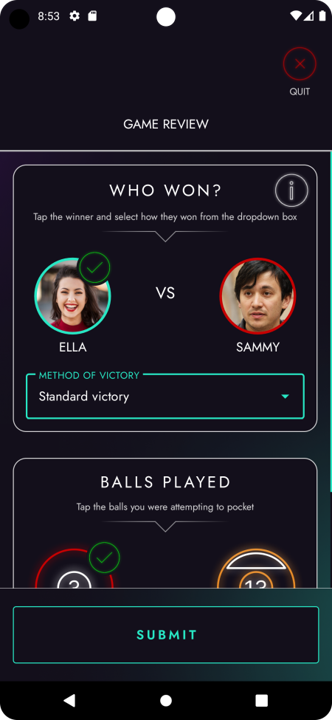 8:53
QUIT
GAME REVIEW
WHO WON?
Tap the winner and select how they won from the dropdown box
VS
ELLA
SAMMY
METHOD OF VICTORY
Standard victory
BALLS PLAYED
Tap the balls you were attempting to pocket
SUBMIT